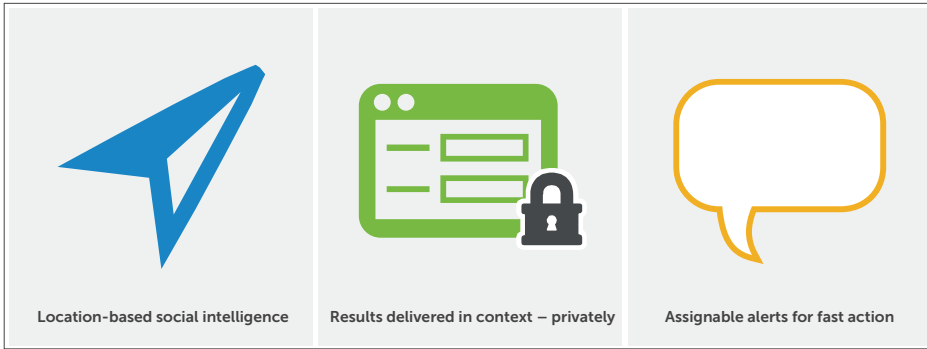 Location-based social intelligence
Results delivered in context – privately
Assignable alerts for fast action